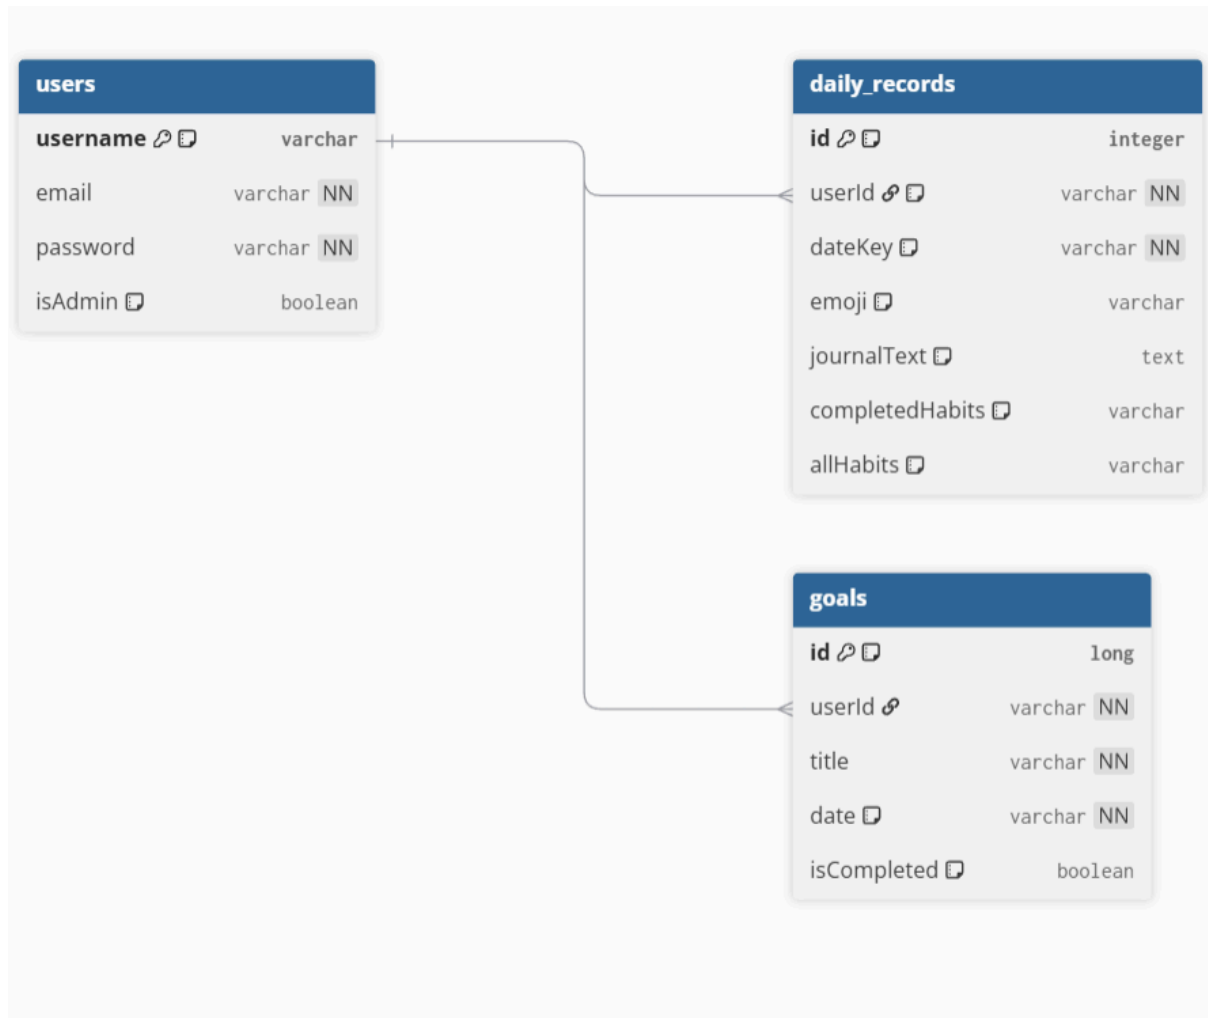 users
username varchar
email varchar NN
password varchar NN
isAdmin boolean
daily_records
id integer
userId varchar NN
dateKey varchar NN
emoji varchar
journalText text
completedHabits varchar
allHabits varchar
goals
id long
userId varchar NN
title varchar NN
date varchar NN
isCompleted boolean